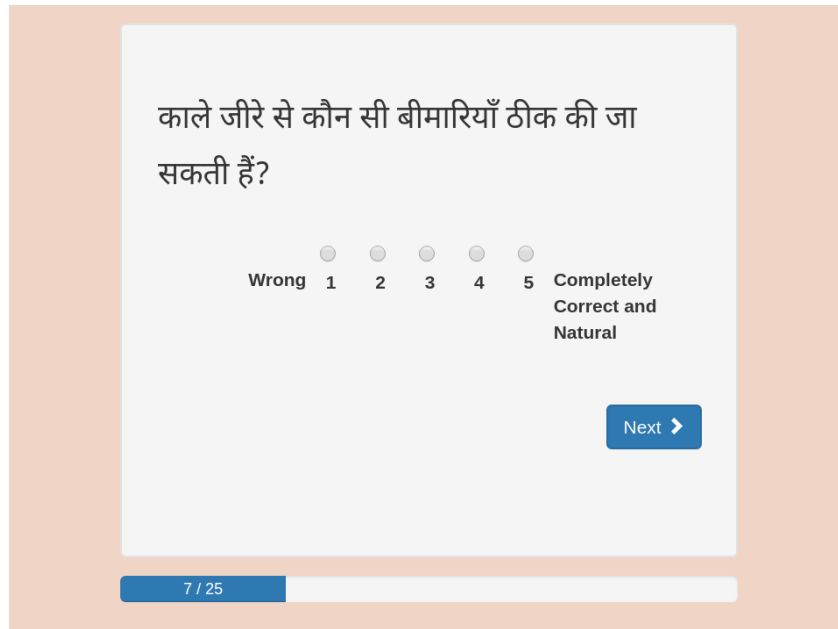 काले जीरे से कौन सी बीमारियाँ ठीक की जा
सकती हैं?
Wrong 1 2 3 4 5 Completely
Correct and
Natural
Next
7 / 25